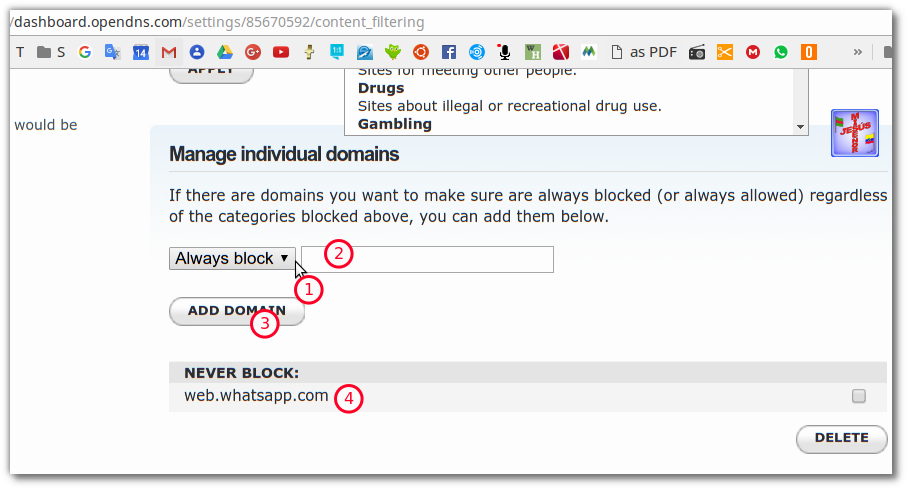 /dashboard.opendns.com/settings/85670592/content_filtering
T S G 14 as PDF »
APPLY
Sites for meeting other people.
Drugs
Sites about illegal or recreational drug use.
Gambling
would be
JESÚS
Manage individual domains
If there are domains you want to make sure are always blocked (or always allowed) regardless
of the categories blocked above, you can add them below.
Always block ▼ 2
1
ADD DOMAIN
3
NEVER BLOCK:
web.whatsapp.com 4
DELETE